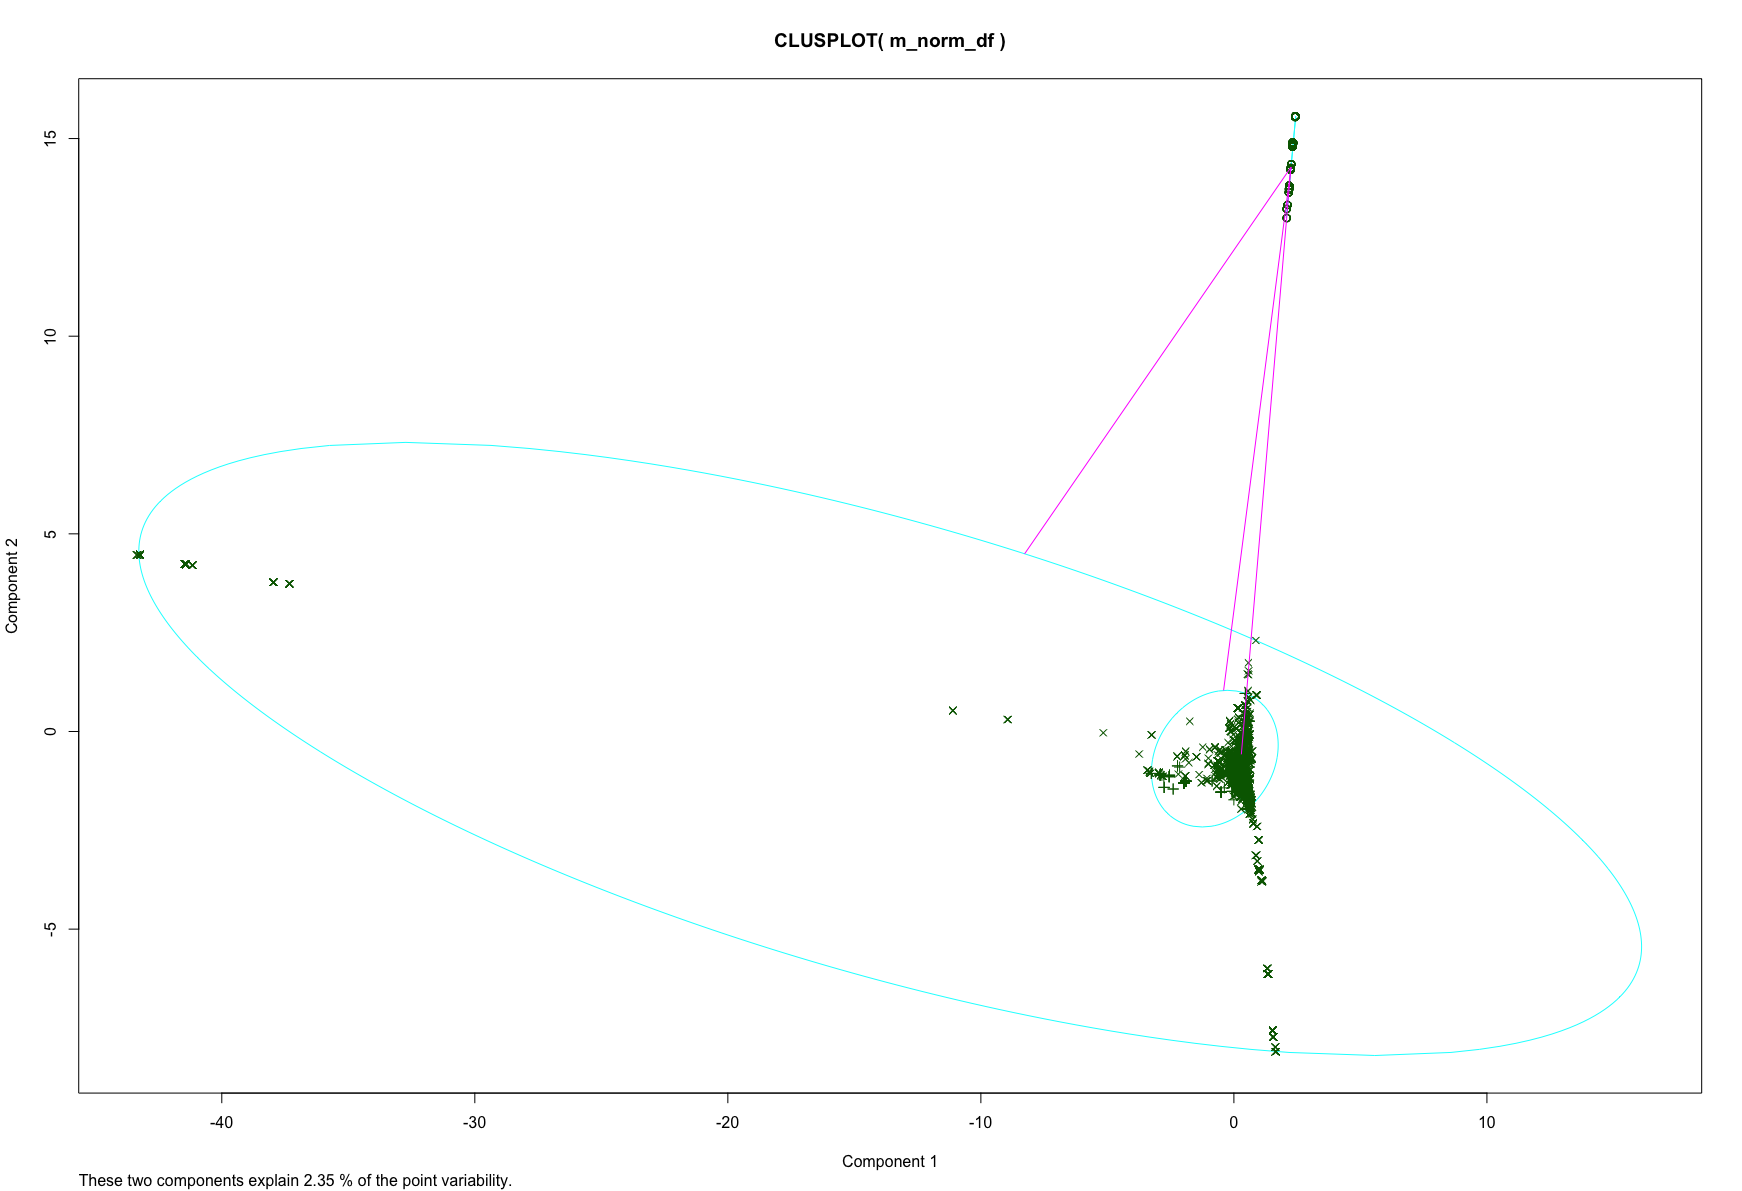 CLUSPLOT( m_norm_df )
15
10
5
0
-5
Component 2
-40
-30
-20
-10
0
10
Component 1
These two components explain 2.35 % of the point variability.